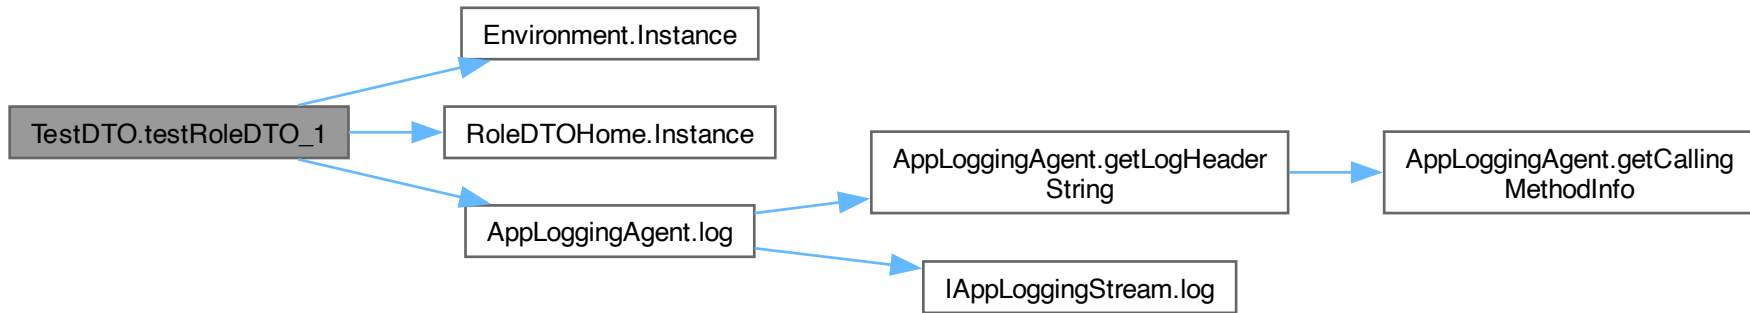 TestDTO.testRoleDTO_1
Environment.Instance
RoleDTOHome.Instance
AppLoggingAgent.log
AppLoggingAgent.getLogHeader
String
IAppLoggingStream.log
AppLoggingAgent.getCalling
MethodInfo